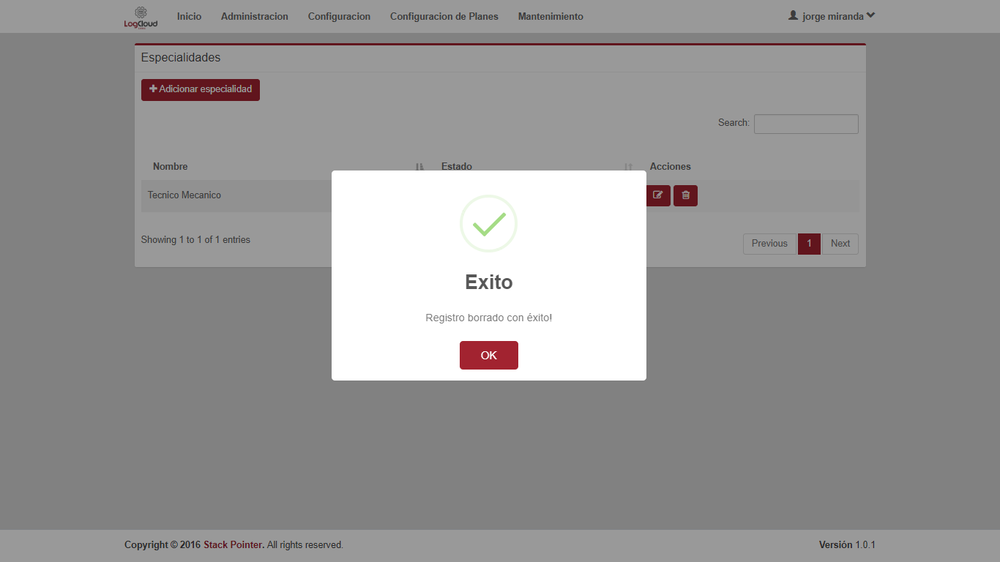 LogCloud
Inicio Administracion Configuracion Configuracion de Planes Mantenimiento jorge miranda
Especialidades
Adicionar especialidad
Search:
Nombre Estado Acciones
Tecnico Mecanico
Showing 1 to 1 of 1 entries
Previous 1 Next
Exito
Registro borrado con éxito!
OK
Copyright © 2016 Stack Pointer. All rights reserved. Versión 1.0.1